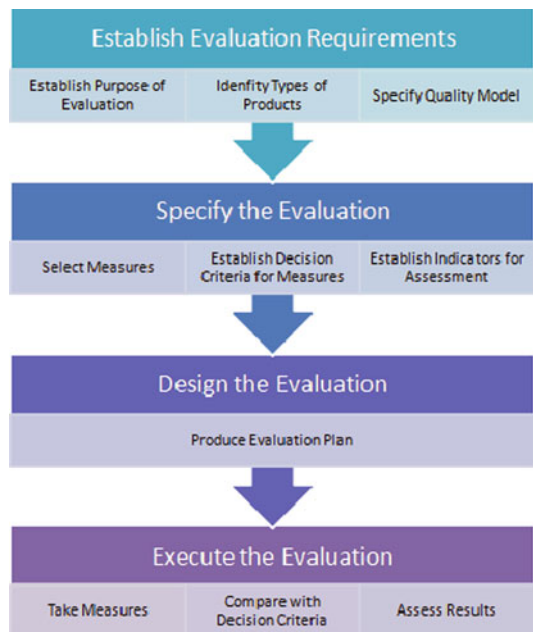 Establish Evaluation Requirements
Establish Purpose of
Evaluation
Idenfity Types of
Products
Specify Quality Model
Specify the Evaluation
Select Measures
Establish Decision
Criteria for Measures
Establish Indicators for
Assessment
Design the Evaluation
Produce Evaluation Plan
Execute the Evaluation
Take Measures
Compare with
Decision Criteria
Assess Results